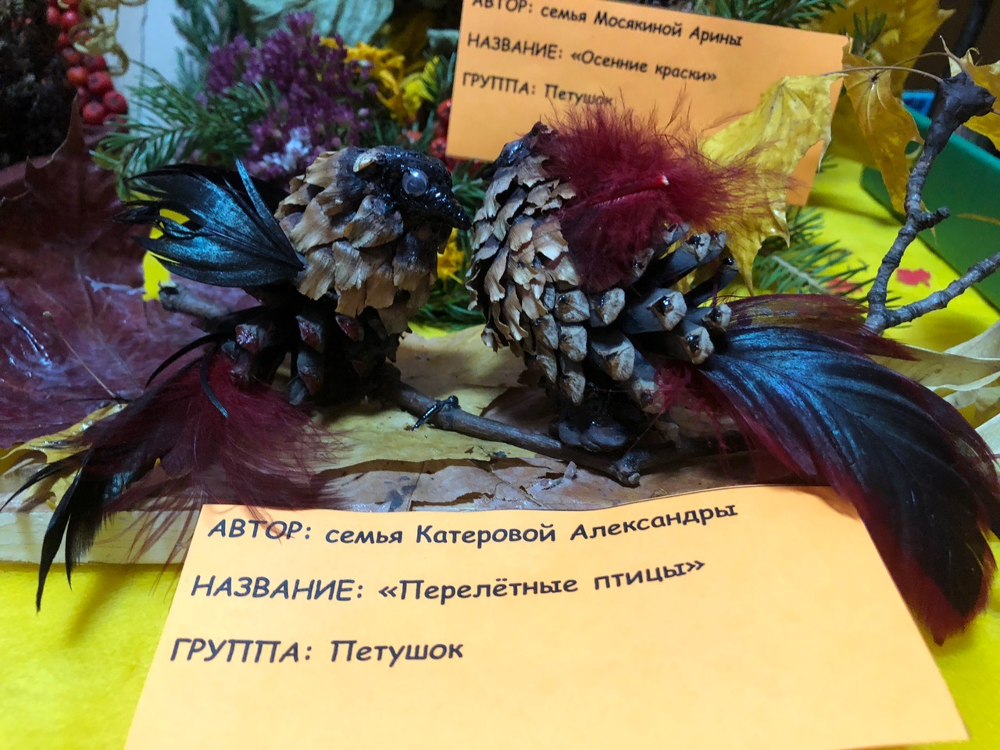 АВТОР: семья Мосякиной Арины
НАЗВАНИЕ: «Осенние краски»
ГРУППА: Петушок
АВТОР: семья Катеровой Александры
НАЗВАНИЕ: «Перелётные птицы»
ГРУППА: Петушок